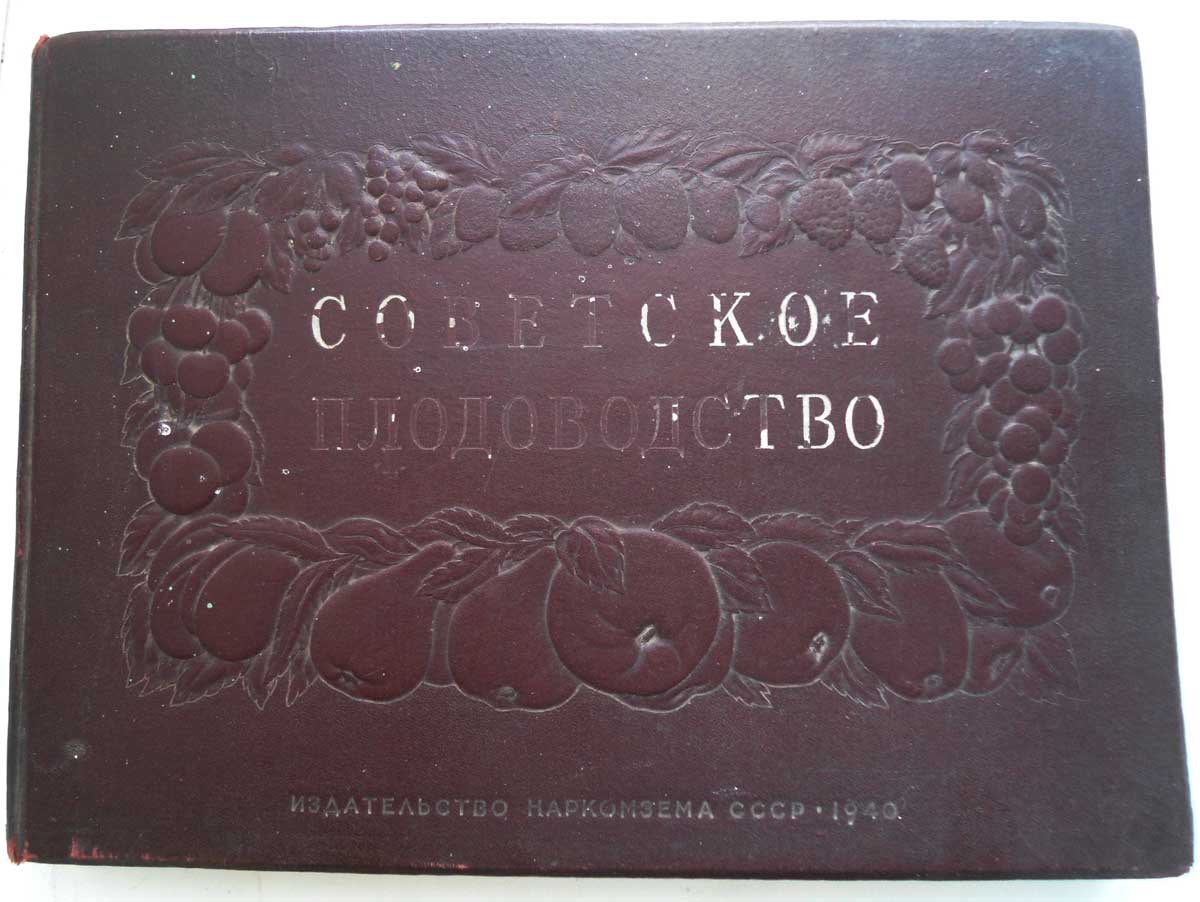 СОВЕТСКОЕ
ПЛОДОВОДСТВО
ИЗДАТЕЛЬСТВО НАРКОМЗЕМА СССР • 1940